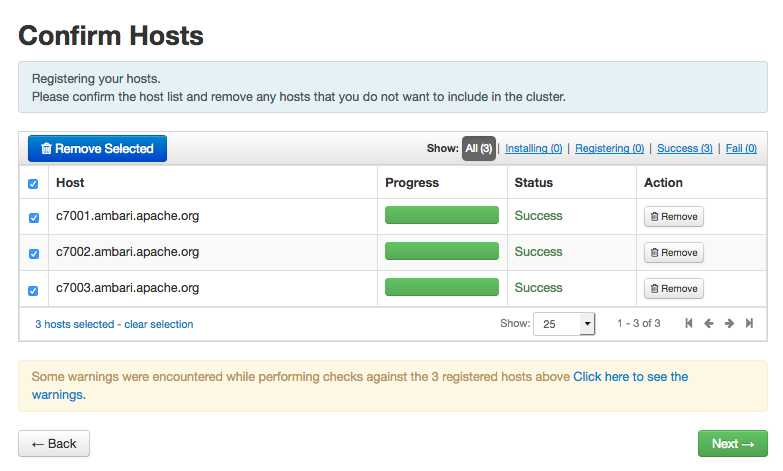 Confirm Hosts
Registering your hosts.
Please confirm the host list and remove any hosts that you do not want to include in the cluster.
Remove Selected Show: All (3) | Installing (0) | Registering (0) | Success (3) | Fail (0)
Host Progress Status Action
c7001.ambari.apache.org Success Remove
c7002.ambari.apache.org Success Remove
c7003.ambari.apache.org Success Remove
3 hosts selected - clear selection Show: 25 1 - 3 of 3
Some warnings were encountered while performing checks against the 3 registered hosts above Click here to see the
warnings.
← Back Next →